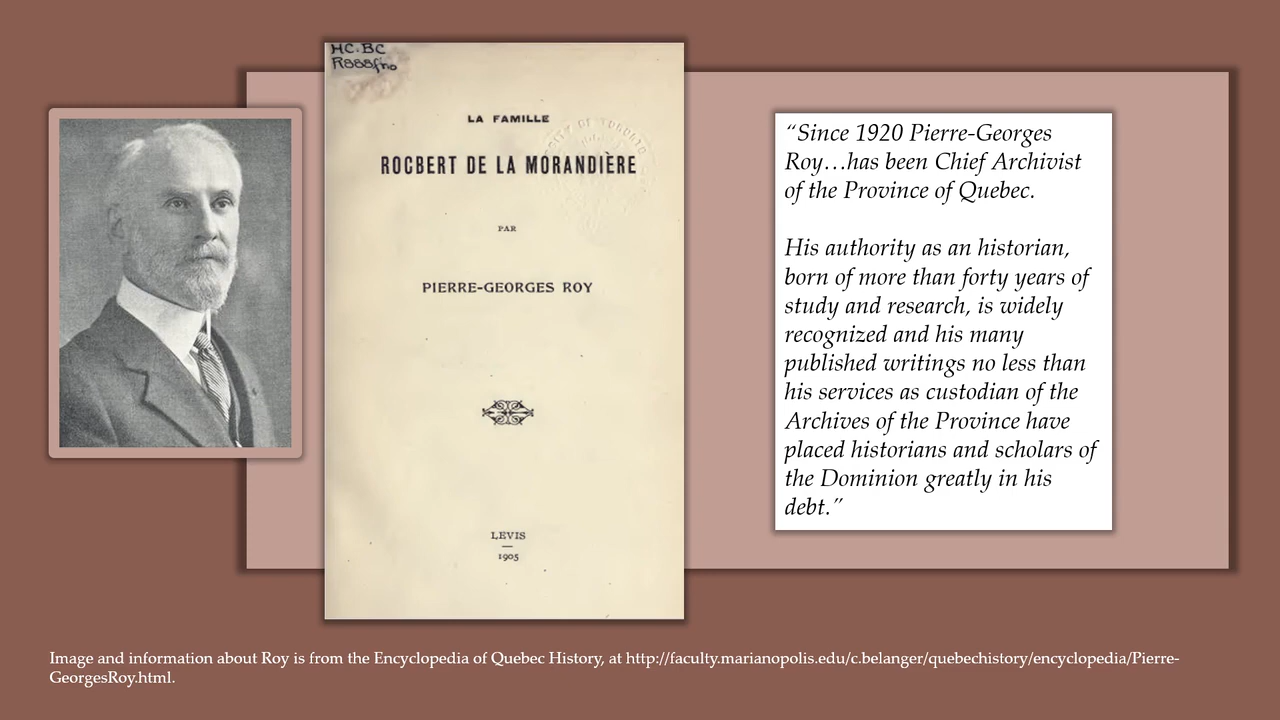 HC.BC
LA FAMILLE
ROCBERT DE LA MORANDIÈRE
PAR
PIERRE-GEORGES ROY
LÉVIS
1905
“Since 1920 Pierre-Georges
Roy…has been Chief Archivist
of the Province of Quebec.
His authority as an historian,
born of more than forty years of
study and research, is widely
recognized and his many
published writings no less than
his services as custodian of the
Archives of the Province have
placed historians and scholars of
the Dominion greatly in his
debt.”
Image and information about Roy is from the Encyclopedia of Quebec History, at http://faculty.marianopolis.edu/c.belanger/quebechistory/encyclopedia/Pierre-
GeorgesRoy.html.